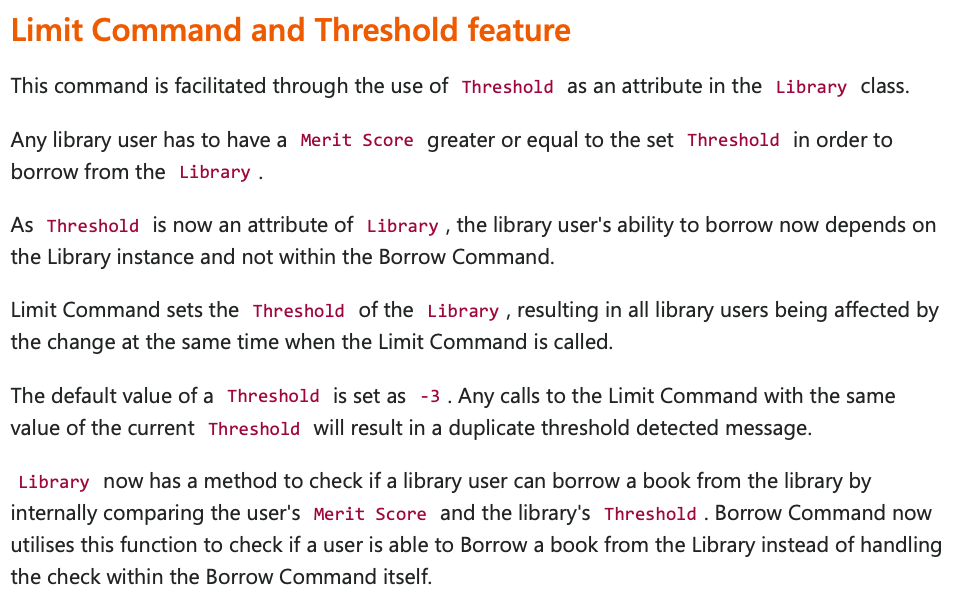 Limit Command and Threshold feature
This command is facilitated through the use of Threshold as an attribute in the Library class.
Any library user has to have a Merit Score greater or equal to the set Threshold in order to
borrow from the Library.
As Threshold is now an attribute of Library, the library user's ability to borrow now depends on
the Library instance and not within the Borrow Command.
Limit Command sets the Threshold of the Library, resulting in all library users being affected by
the change at the same time when the Limit Command is called.
The default value of a Threshold is set as -3. Any calls to the Limit Command with the same
value of the current Threshold will result in a duplicate threshold detected message.
Library now has a method to check if a library user can borrow a book from the library by
internally comparing the user's Merit Score and the library's Threshold. Borrow Command now
utilises this function to check if a user is able to Borrow a book from the Library instead of handling
the check within the Borrow Command itself.